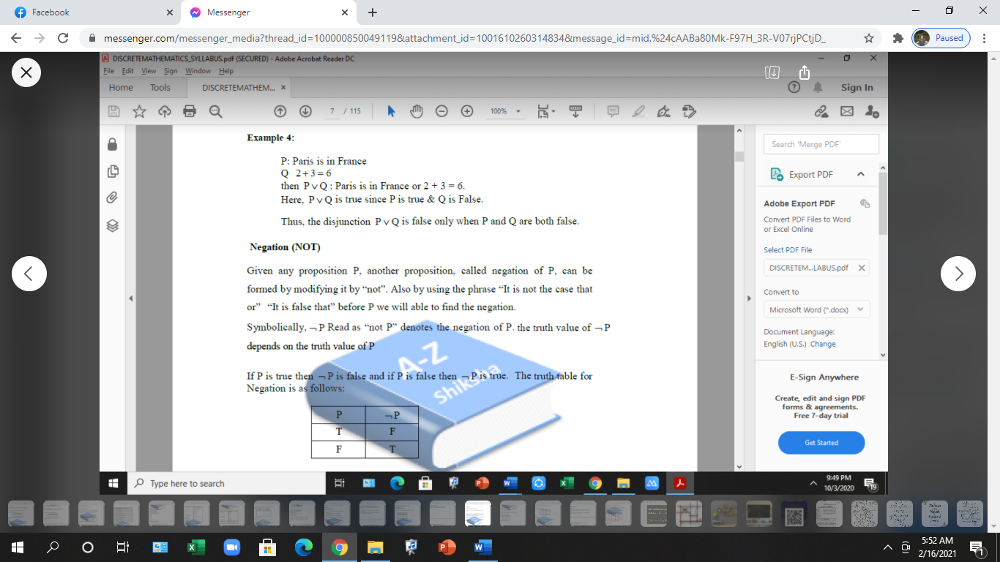 Facebook
Messenger
messenger.com/messenger_media?thread_id=100000850049119&attachment_id=1001610260314834&message_id=mid.%24cAABa80Mk-F97H_3R-V07rjPCtjD_
Paused
DISCRETEMATHEMATICS_SYLLABUS.pdf (SECURED) - Adobe Acrobat Reader DC
File Edit View Sign Window Help
Home Tools DISCRETEMATHEM... ×
Sign In
7 / 115
100%
Example 4:
P: Paris is in France
Q 2 + 3 = 6
then P ∨ Q : Paris is in France or 2 + 3 = 6.
Here, P ∨ Q is true since P is true & Q is False.
Thus, the disjunction P ∨ Q is false only when P and Q are both false.
Negation (NOT)
Given any proposition P, another proposition, called negation of P, can be
formed by modifying it by “not”. Also by using the phrase “It is not the case that
or” “It is false that” before P we will able to find the negation.
Symbolically, ¬ P Read as “not P” denotes the negation of P. the truth value of ¬ P
depends on the truth value of P
If P is true then ¬ P is false and if P is false then ¬ P is true. The truth table for
Negation is as follows:
P ¬ P
T F
F T
A-Z
Shiksha
Search 'Merge PDF'
Export PDF
Adobe Export PDF
Convert PDF Files to Word
or Excel Online
Select PDF File
DISCRETEM...LABUS.pdf
Convert to
Microsoft Word (*.docx)
Document Language:
English (U.S.) Change
E-Sign Anywhere
Create, edit and sign PDF
forms & agreements.
Free 7-day trial
Get Started
Type here to search
9:49 PM
10/3/2020
19
5:52 AM
2/16/2021
1